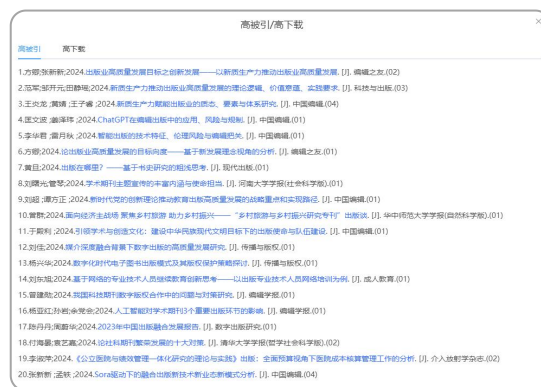 高被引/高下载
×
高被引 高下载
1.方卿;张新新;2024.出版业高质量发展目标之创新发展——以新质生产力推动出版业高质量发展. [J]. 编辑之友.(02)
2.范军;邹开元;田静瑶;2024.新质生产力推动出版业高质量发展的理论逻辑、价值意蕴、实践要求. [J]. 科技与出版.(03)
3.王炎龙 ;黄婧 ;王子睿 ;2024.新质生产力赋能出版业的质态、要素与体系研究. [J]. 中国编辑.(04)
4.匡文波 ;姜泽玮 ;2024.ChatGPT在编辑出版中的应用、风险与规制. [J]. 中国编辑.(01)
5.李华君 ;雷月秋 ;2024.智能出版的技术特征、伦理风险与编辑把关. [J]. 中国编辑.(01)
6.方卿;2024.论出版业高质量发展的目标向度——基于新发展理念视角的分析. [J]. 编辑之友.(01)
7.黄旦;2024.出版在哪里?——基于书史研究的粗浅思考. [J]. 现代出版.(01)
8.刘曙光;管琴;2024.学术期刊主题宣传的丰富内涵与使命担当. [J]. 河南大学学报(社会科学版).(01)
9.刘超 ;谭方正 ;2024.新时代党的创新理论推动教育出版高质量发展的战略重点和实现路径. [J]. 中国编辑.(01)
10.曾群;2024.面向经济主战场 聚焦乡村旅游 助力乡村振兴——“乡村旅游与乡村振兴研究专刊”出版谈. [J]. 华中师范大学学报(自然科学版).(01)
11.于殿利 ;2024.引领学术与创造文化：建设中华民族现代文明目标下的出版使命与队伍建设. [J]. 中国编辑.(01)
12.刘佳;2024.媒介深度融合背景下数字出版的高质量发展研究. [J]. 传播与版权.(01)
13.杨兴华;2024.数字化时代电子图书出版模式及其版权保护策略探讨. [J]. 传播与版权.(01)
14.刘东旭;2024.基于网络的专业技术人员继续教育创新思考——以出版专业技术人员网络培训为例. [J]. 成人教育.(01)
15.曾建勋;2024.我国科技期刊数字版权合作中的问题与对策研究. [J]. 编辑学报.(01)
16.杨亚红;孙岩;余党会;2024.人工智能对学术期刊3个重要出版环节的影响. [J]. 编辑学报.(01)
17.陈丹丹;周蔚华;2024.2023年中国出版融合发展报告. [J]. 数字出版研究.(01)
18.付海晏;袁艺嘉;2024.论社科期刊繁荣发展的十大对策. [J]. 清华大学学报(哲学社会科学版).(02)
19.李淑萍;2024.《公立医院与绩效管理一体化研究的理论与实践》出版：全面预算视角下医院成本核算管理工作的分析. [J]. 介入放射学杂志.(02)
20.张新新 ;孟轶 ;2024.Sora驱动下的融合出版新技术新业态新模式分析. [J]. 中国编辑.(04)